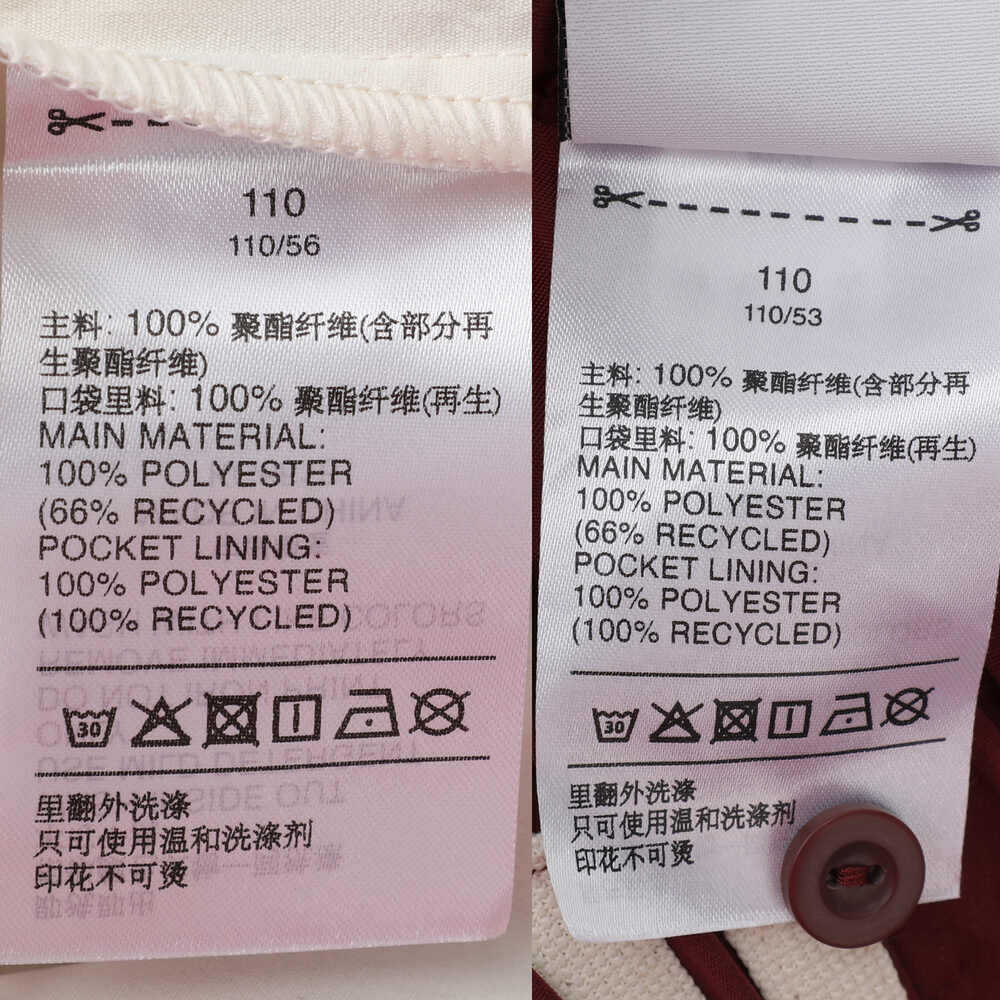 110
110/56
主料: 100% 聚酯纤维(含部分再
生聚酯纤维)
口袋里料: 100% 聚酯纤维(再生)
MAIN MATERIAL:
100% POLYESTER
(66% RECYCLED)
POCKET LINING:
100% POLYESTER
(100% RECYCLED)
30
里翻外洗涤
只可使用温和洗涤剂
印花不可烫
110
110/53
主料: 100% 聚酯纤维(含部分再
生聚酯纤维)
口袋里料: 100% 聚酯纤维(再生)
MAIN MATERIAL:
100% POLYESTER
(66% RECYCLED)
POCKET LINING:
100% POLYESTER
(100% RECYCLED)
30
里翻外洗涤
只可使用温和洗涤剂
印花不可烫